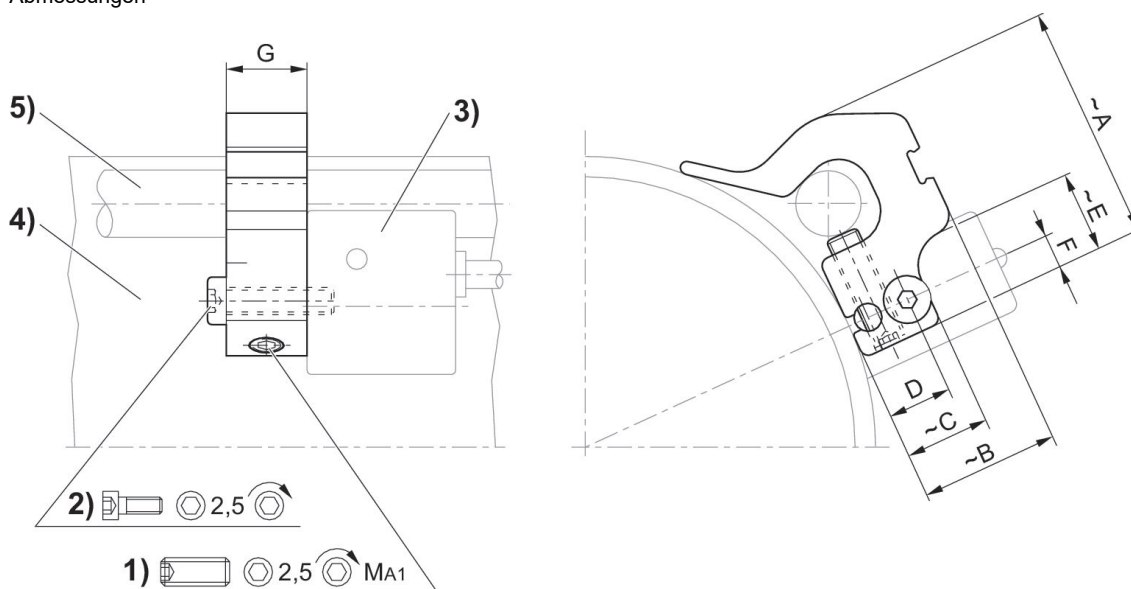 Abmessungen
G
5)
3)
4)
~A
~E
F
D
~C
~B
2) 2,5
1) 2,5 MA1